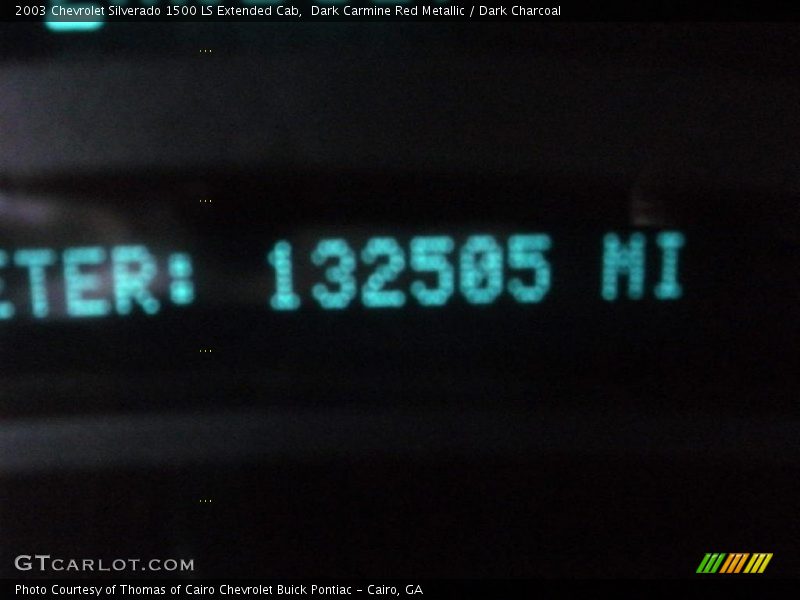 2003 Chevrolet Silverado 1500 LS Extended Cab,  Dark Carmine Red Metallic / Dark Charcoal
ETER: 132505 MI
GTCARLOT.COM
Photo Courtesy of Thomas of Cairo Chevrolet Buick Pontiac – Cairo, GA